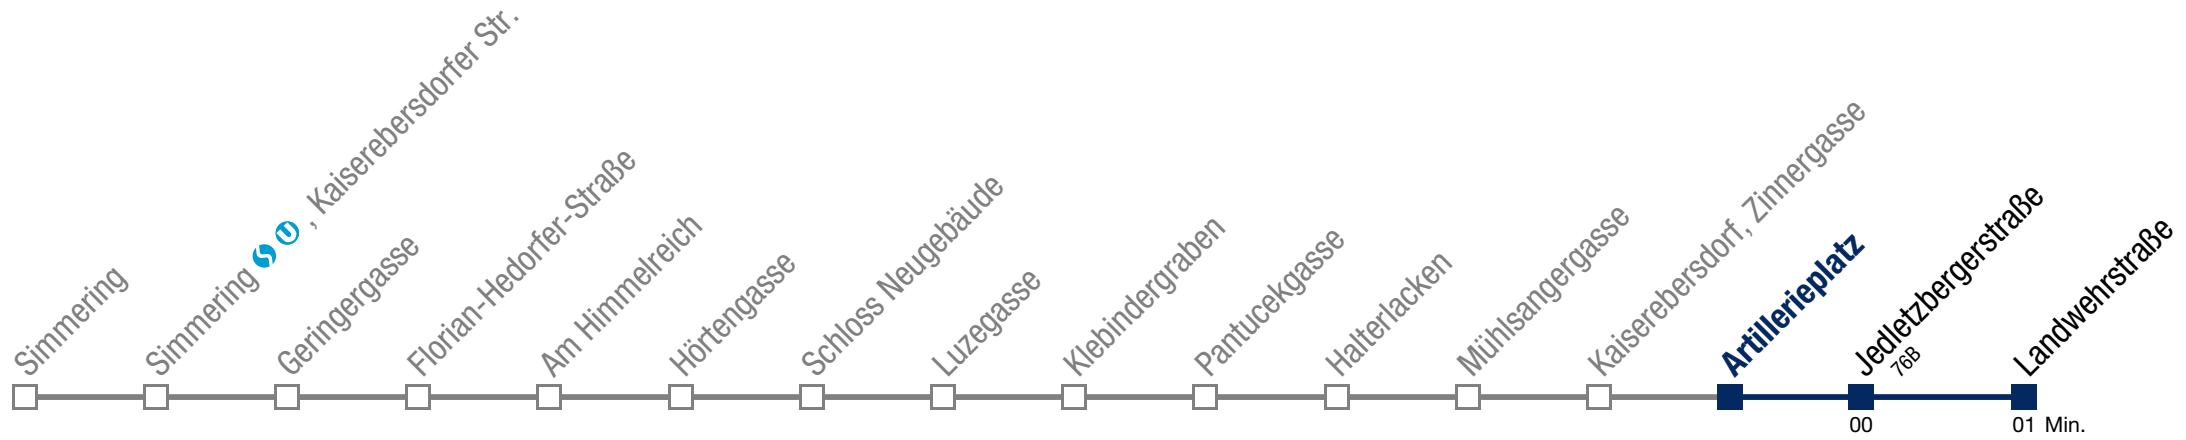 Simmering
Simmering S U , Kaiserebersdorfer Str.
Geringergasse
Florian-Hedorfer-Straße
Am Himmelreich
Hörtengasse
Schloss Neugebäude
Luzegasse
Klebindergraben
Pantucekgasse
Halterlacken
Mühlsangergasse
Kaiserebersdorf, Zinnergasse
Artillerieplatz
Jedletzbergerstraße
76B
Landwehrstraße
00
01 Min.